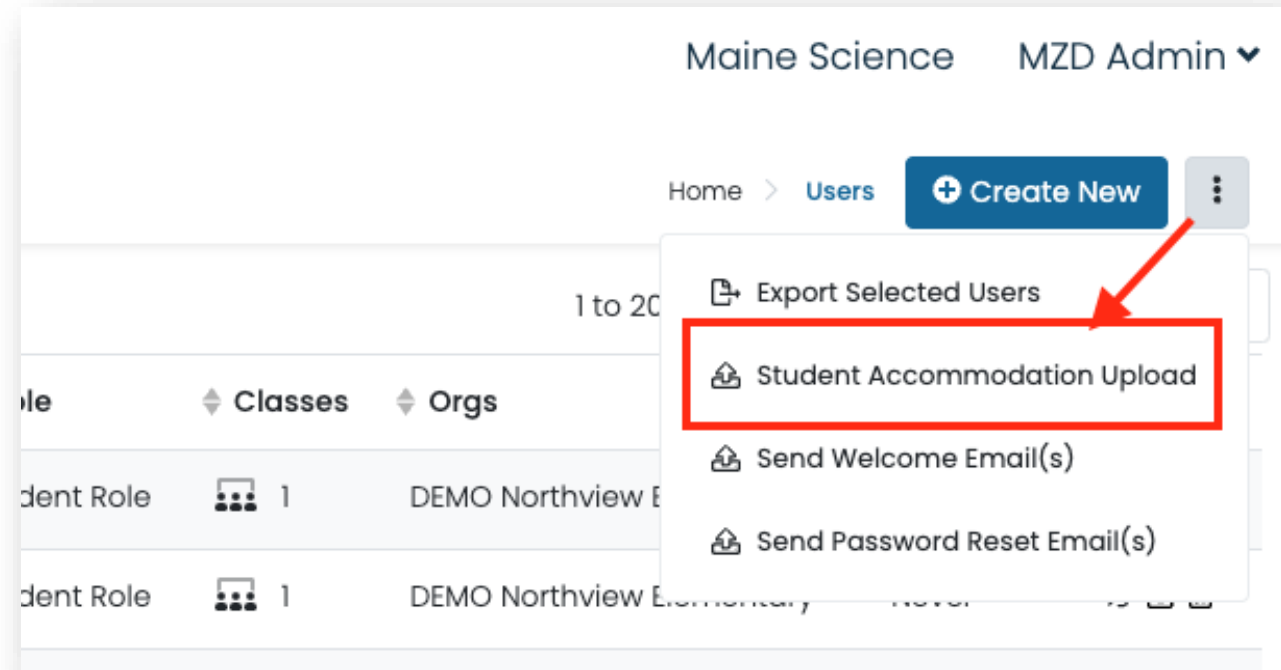 Maine Science MZD Admin
Home > Users Create New
1 to 20
Export Selected Users
Student Accommodation Upload
Classes Orgs
Send Welcome Email(s)
dent Role 1 DEMO Northview E
Send Password Reset Email(s)
dent Role 1 DEMO Northview Elementary Never